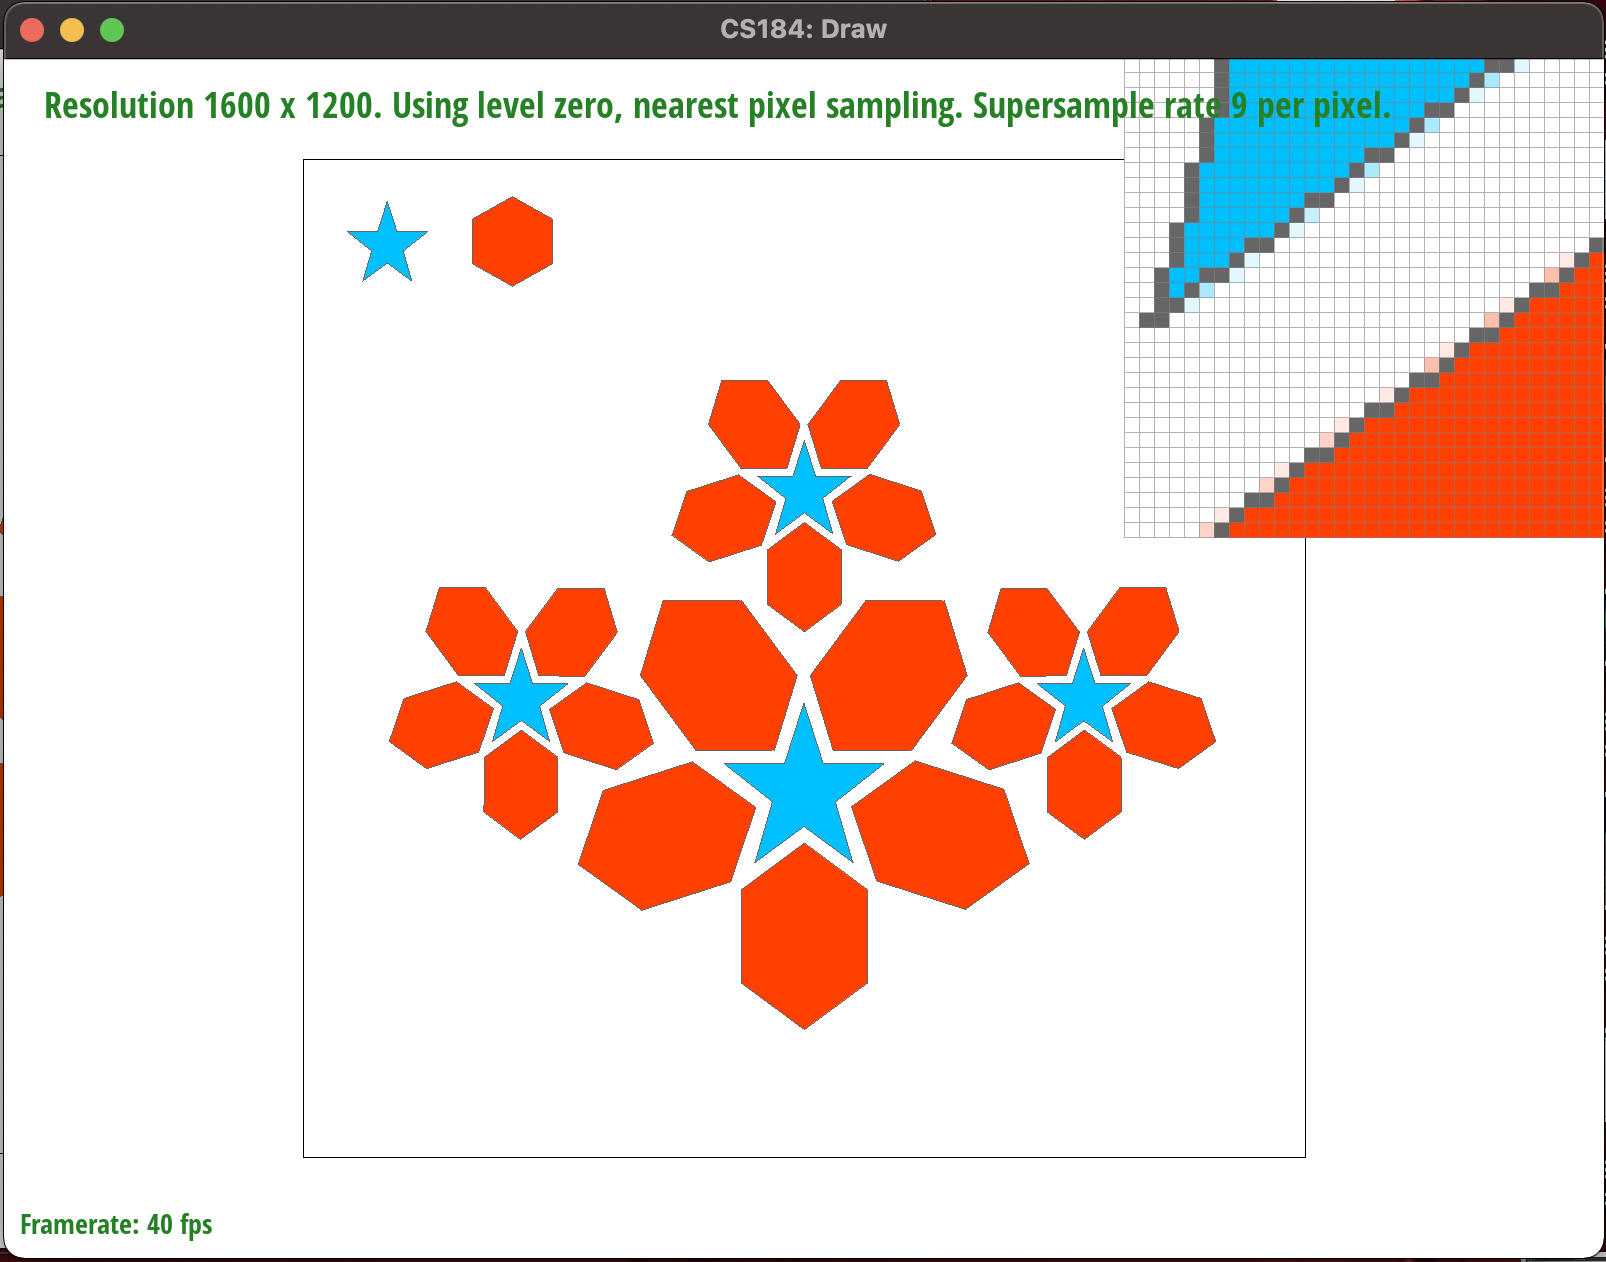 CS184: Draw
Resolution 1600 x 1200. Using level zero, nearest pixel sampling. Supersample rate 9 per pixel.
Framerate: 40 fps